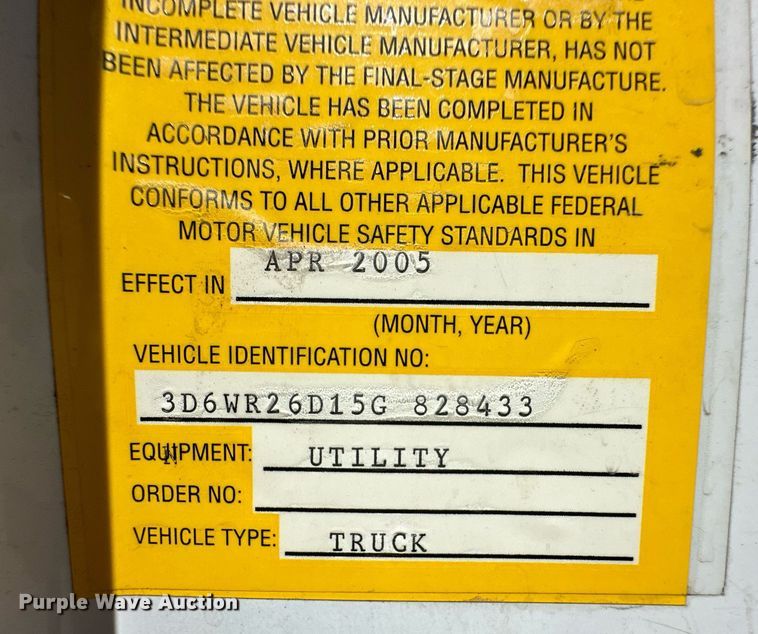 INCOMPLETE VEHICLE MANUFACTURER OR BY THE
INTERMEDIATE VEHICLE MANUFACTURER, HAS NOT
BEEN AFFECTED BY THE FINAL-STAGE MANUFACTURE.
THE VEHICLE HAS BEEN COMPLETED IN
ACCORDANCE WITH PRIOR MANUFACTURER'S
INSTRUCTIONS, WHERE APPLICABLE. THIS VEHICLE
CONFORMS TO ALL OTHER APPLICABLE FEDERAL
MOTOR VEHICLE SAFETY STANDARDS IN
EFFECT IN APR 2005
(MONTH, YEAR)
VEHICLE IDENTIFICATION NO:
3D6WR26D15G 828433
EQUIPMENT: UTILITY
ORDER NO:
VEHICLE TYPE: TRUCK
Purple Wave Auction